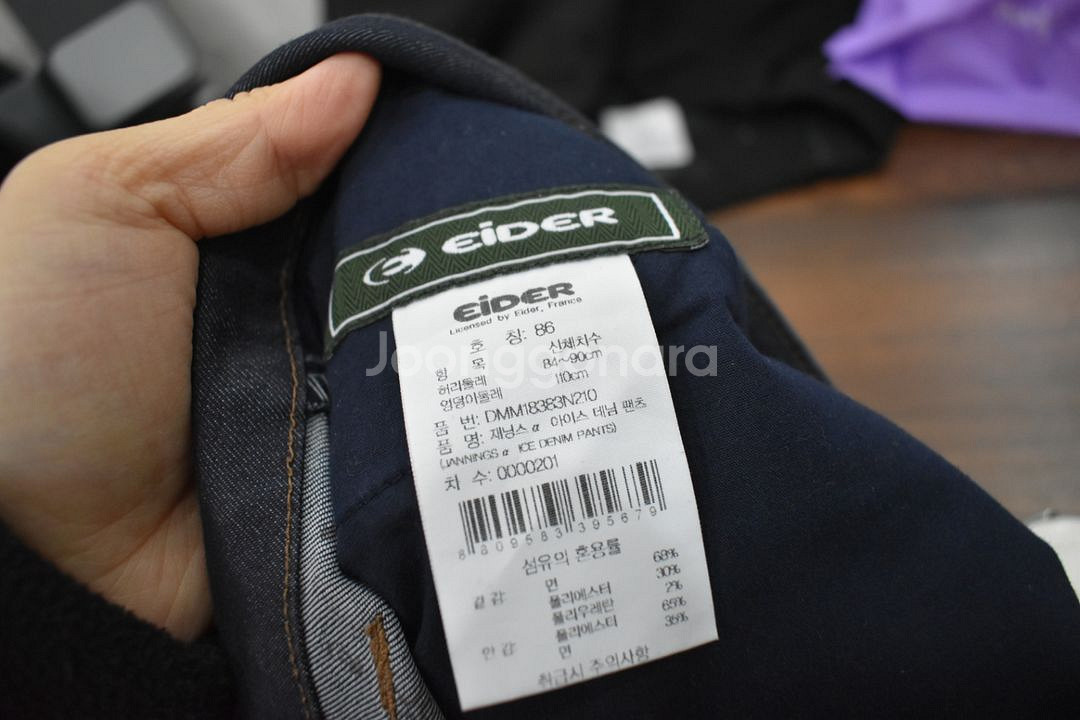 EiDER
EiDER
Licensed by Eider, France
호 칭: 86
항 목 신체치수
허리둘레 84~90cm
엉덩이둘레 110cm
품 번: DMM18383N210
품 명: 재닝스 α 아이스 데님 팬츠
(JANNINGS α ICE DENIM PANTS)
차 수: 0000201
8809583395679
섬유의 혼용률
겉감 면 68%
폴리에스터 30%
폴리우레탄 2%
안감 폴리에스터 65%
면 35%
취급시 주의사항
Joonggonara